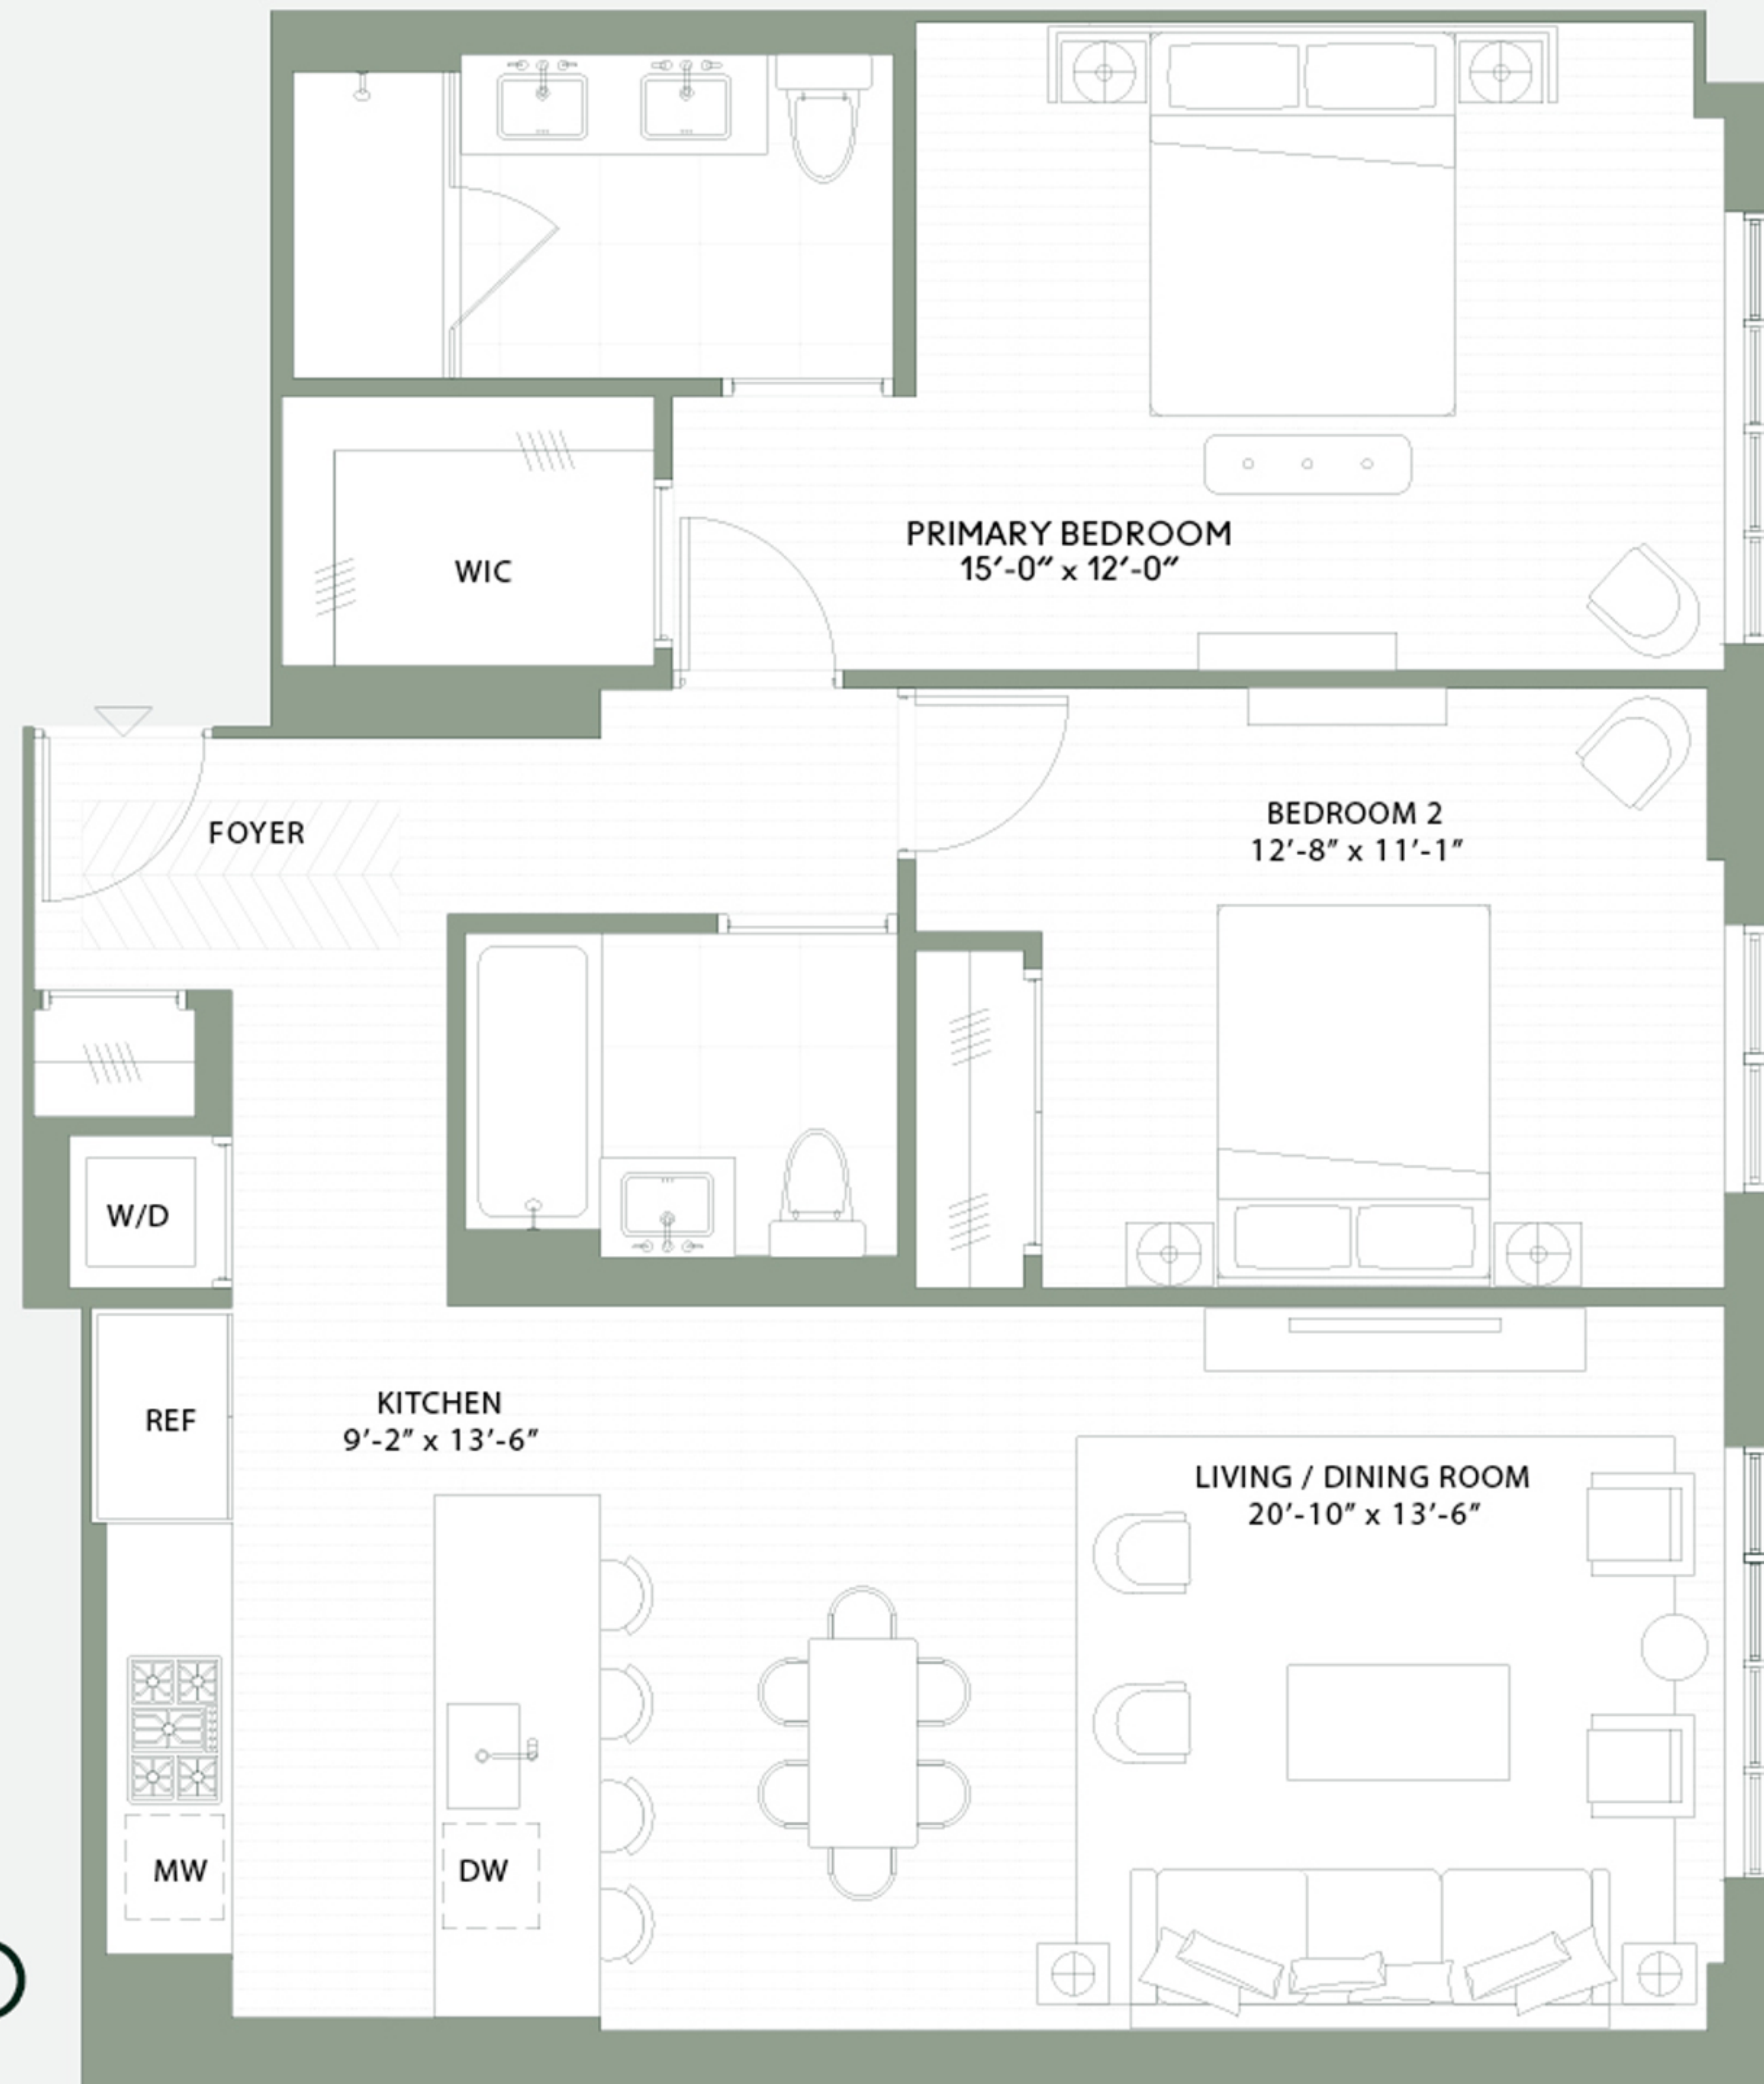 PRIMARY BEDROOM
15′-0″ x 12′-0″
WIC
FOYER
BEDROOM 2
12′-8″ x 11′-1″
W/D
REF
KITCHEN
9′-2″ x 13′-6″
LIVING / DINING ROOM
20′-10″ x 13′-6″
MW
DW